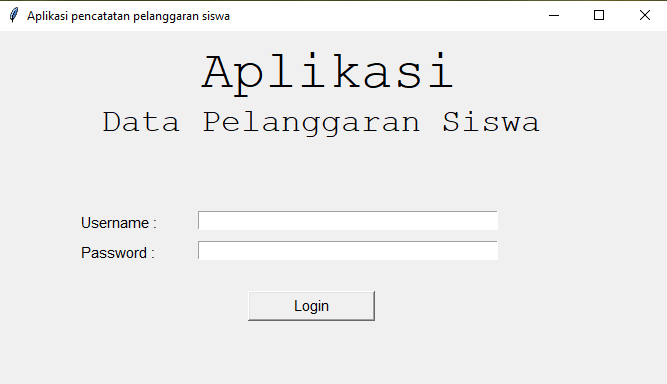 Aplikasi pencatatan pelanggaran siswa
Aplikasi
Data Pelanggaran Siswa
Username :
Password :
Login